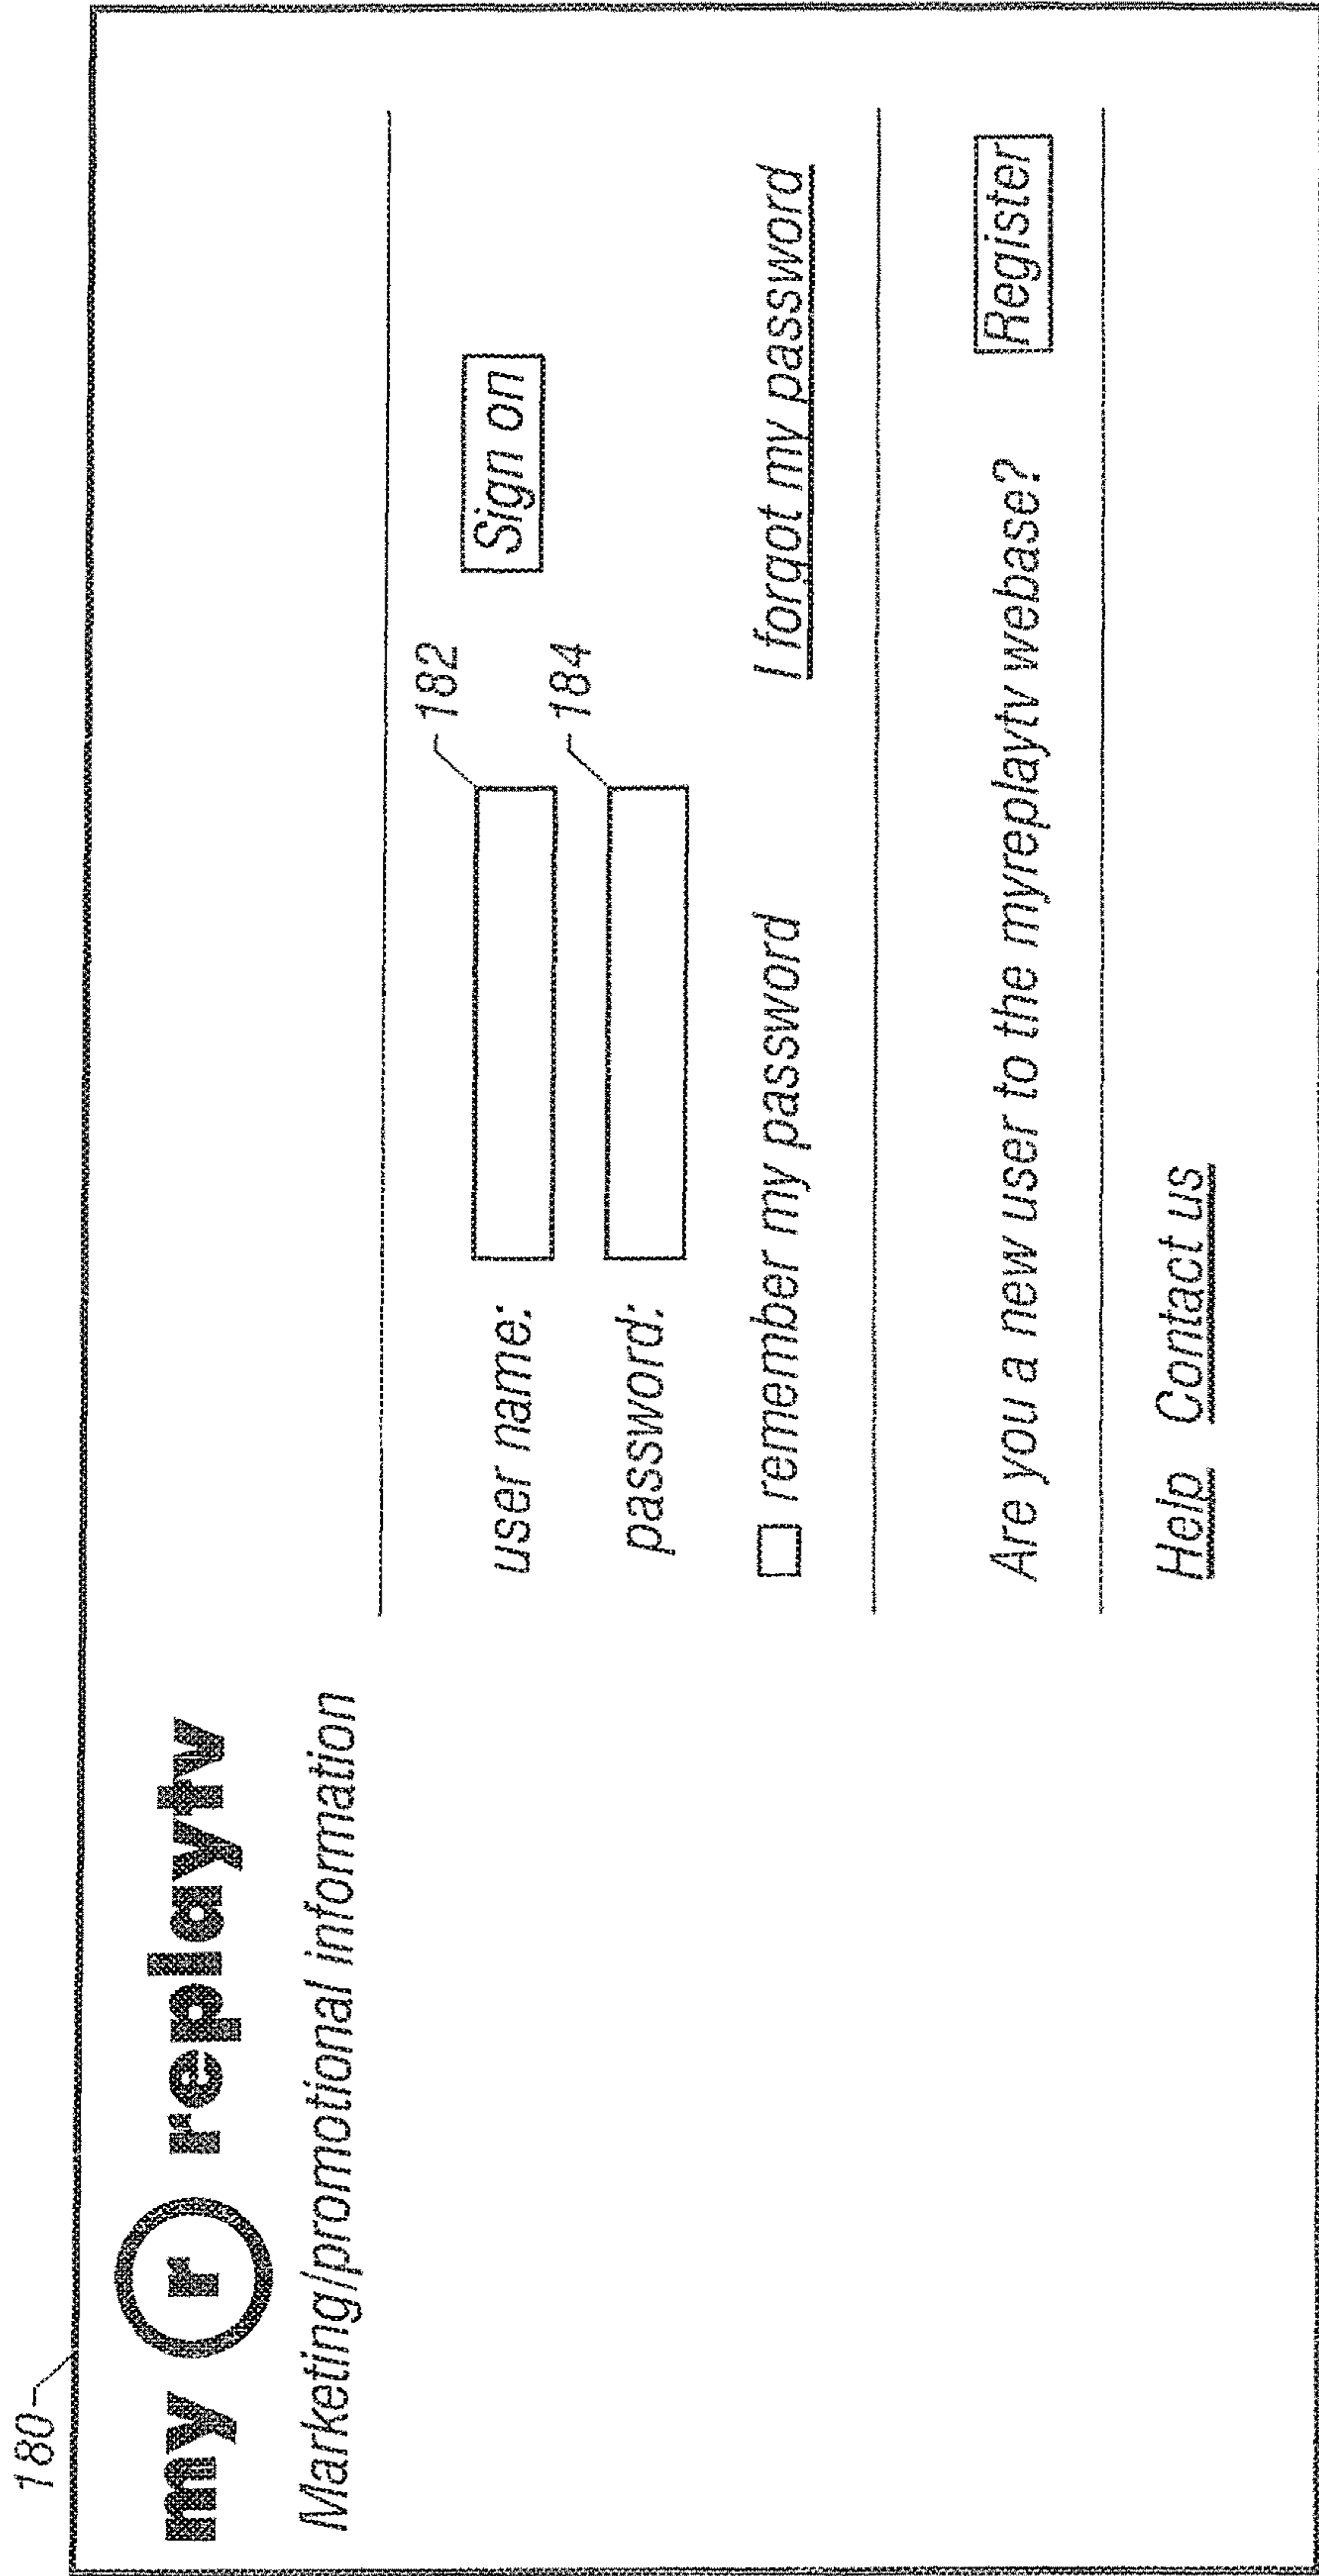 180
my r replaytv
Marketing/promotional information
182
user name: Sign on
184
password:
remember my password I forgot my password
Are you a new user to the myreplaytv webase? Register
Help Contact us